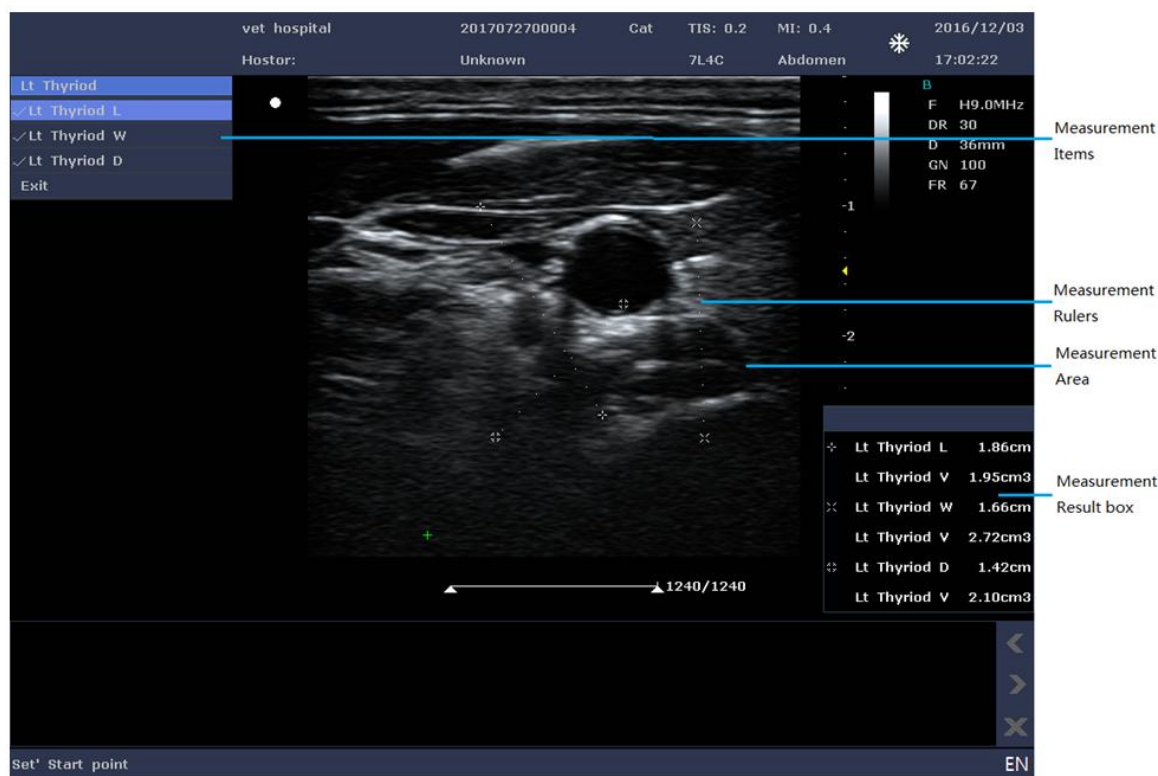 vet hospital 2017072700004 Cat TIS: 0.2 MI: 0.4 2016/12/03
Hostor: Unknown 7L4C Abdomen 17:02:22
Lt Thyriod
Lt Thyriod L
Lt Thyriod W
Lt Thyriod D
Exit
B
F H9.0MHz
DR 30
D 36mm
GN 100
FR 67
-1
-2
Measurement
Items
Measurement
Rulers
Measurement
Area
Lt Thyriod L 1.86cm
Lt Thyriod V 1.95cm3
Lt Thyriod W 1.66cm
Lt Thyriod V 2.72cm3
Lt Thyriod D 1.42cm
Lt Thyriod V 2.10cm3
Measurement
Result box
1240/1240
Set' Start point EN